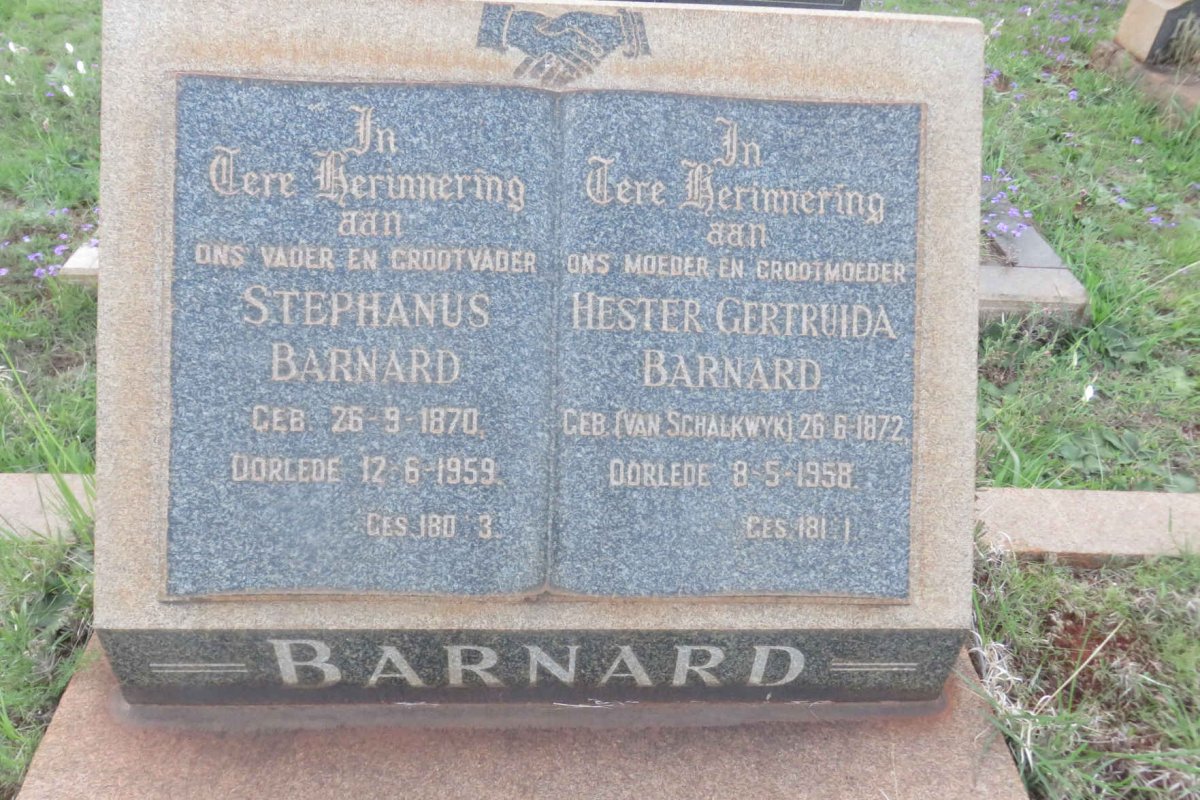 In
Tere Herinnering
aan
ONS VADER EN GROOTVADER
STEPHANUS
BARNARD
GEB. 26-9-1870.
OORLEDE 12-6-1959.
GES. 180 : 3.
In
Tere Herinnering
aan
ONS MOEDER EN GROOTMOEDER
HESTER GERTRUIDA
BARNARD
GEB. (VAN SCHALKWYK) 26-6-1872.
OORLEDE 8-5-1958.
GES. 181 : 1.
BARNARD